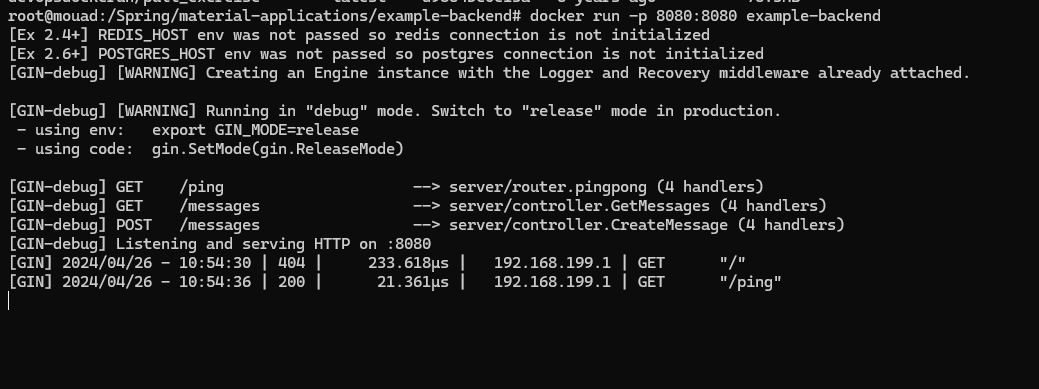 root@mouad:/Spring/material-applications/example-backend# docker run -p 8080:8080 example-backend
[Ex 2.4+] REDIS_HOST env was not passed so redis connection is not initialized
[Ex 2.6+] POSTGRES_HOST env was not passed so postgres connection is not initialized
[GIN-debug] [WARNING] Creating an Engine instance with the Logger and Recovery middleware already attached.
[GIN-debug] [WARNING] Running in "debug" mode. Switch to "release" mode in production.
 - using env:   export GIN_MODE=release
 - using code:  gin.SetMode(gin.ReleaseMode)
[GIN-debug] GET    /ping                     --> server/router.pingpong (4 handlers)
[GIN-debug] GET    /messages                 --> server/controller.GetMessages (4 handlers)
[GIN-debug] POST   /messages                 --> server/controller.CreateMessage (4 handlers)
[GIN-debug] Listening and serving HTTP on :8080
[GIN] 2024/04/26 - 10:54:30 | 404 |     233.618µs |   192.168.199.1 | GET      "/"
[GIN] 2024/04/26 - 10:54:36 | 200 |      21.361µs |   192.168.199.1 | GET      "/ping"